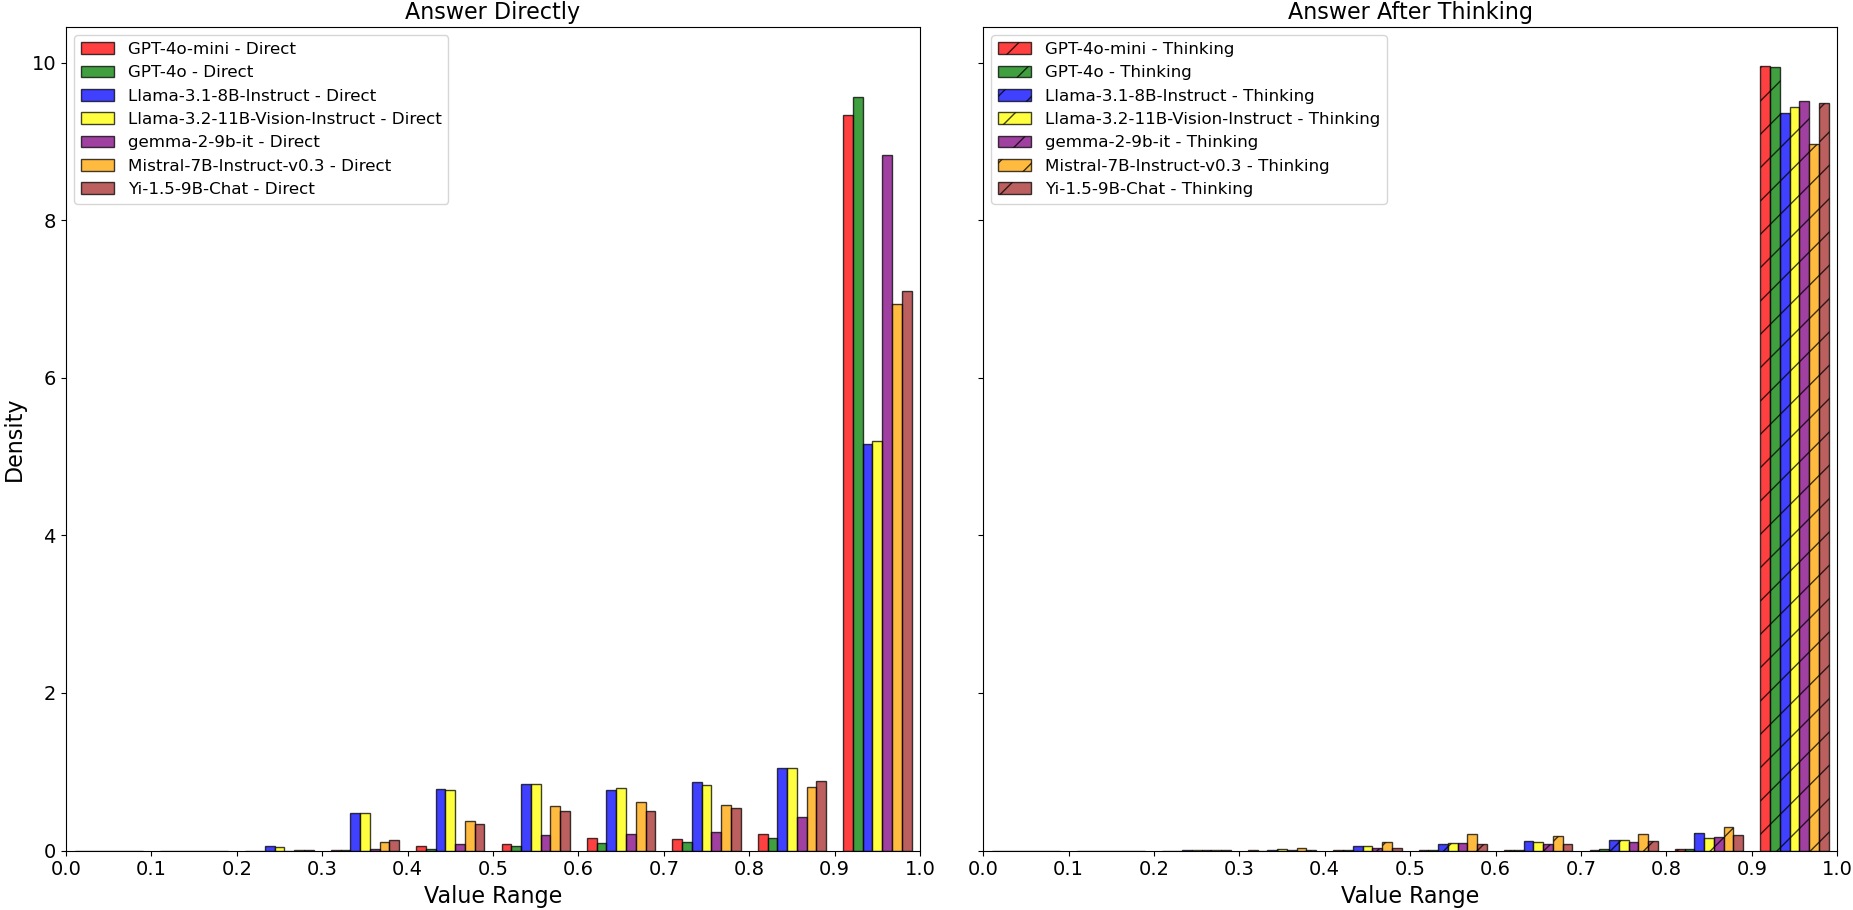 Answer Directly
GPT-4o-mini - Direct
GPT-4o - Direct
Llama-3.1-8B-Instruct - Direct
Llama-3.2-11B-Vision-Instruct - Direct
gemma-2-9b-it - Direct
Mistral-7B-Instruct-v0.3 - Direct
Yi-1.5-9B-Chat - Direct
Density
10
8
6
4
2
0
0.0 0.1 0.2 0.3 0.4 0.5 0.6 0.7 0.8 0.9 1.0
Value Range
Answer After Thinking
GPT-4o-mini - Thinking
GPT-4o - Thinking
Llama-3.1-8B-Instruct - Thinking
Llama-3.2-11B-Vision-Instruct - Thinking
gemma-2-9b-it - Thinking
Mistral-7B-Instruct-v0.3 - Thinking
Yi-1.5-9B-Chat - Thinking
0.0 0.1 0.2 0.3 0.4 0.5 0.6 0.7 0.8 0.9 1.0
Value Range